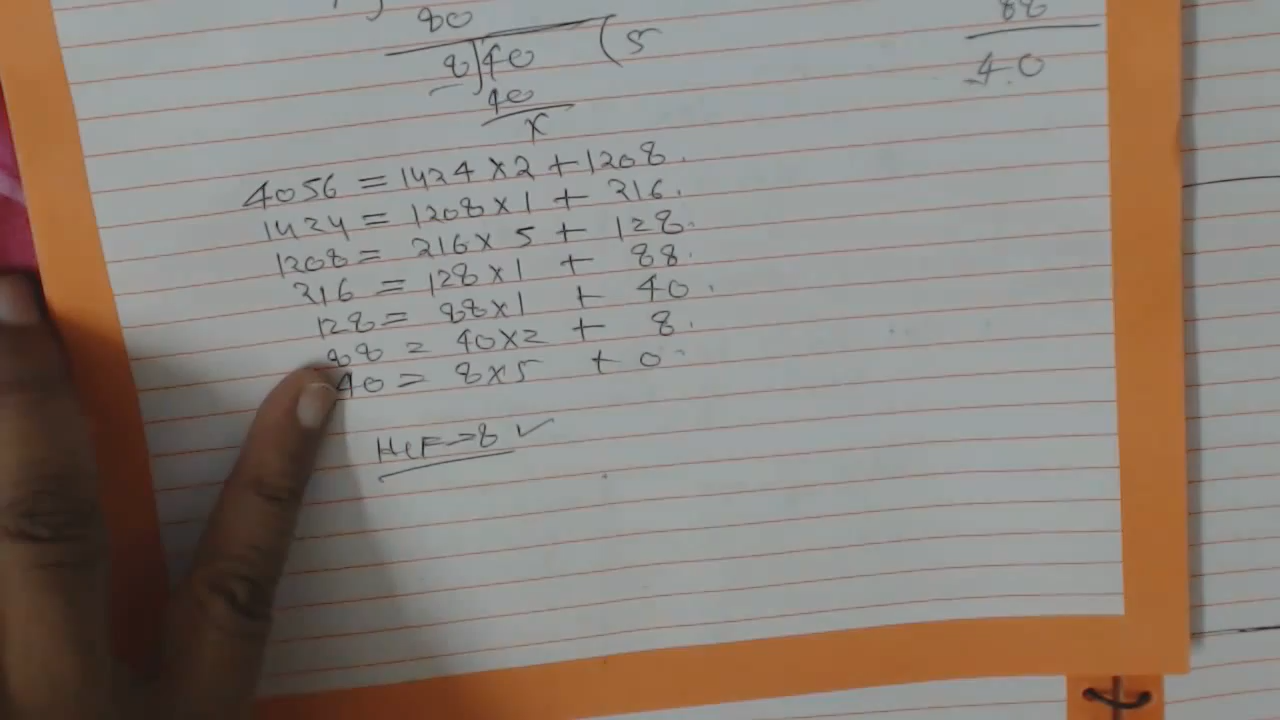 80
88
8)40(5
40
40
x
4056 = 1424 x 2 + 1208.
1424 = 1208 x 1 + 216.
1208 = 216 x 5 + 128.
216 = 128 x 1 + 88.
128 = 88 x 1 + 40.
88 = 40 x 2 + 8.
40 = 8 x 5 + 0.
HCF = 8 ✓